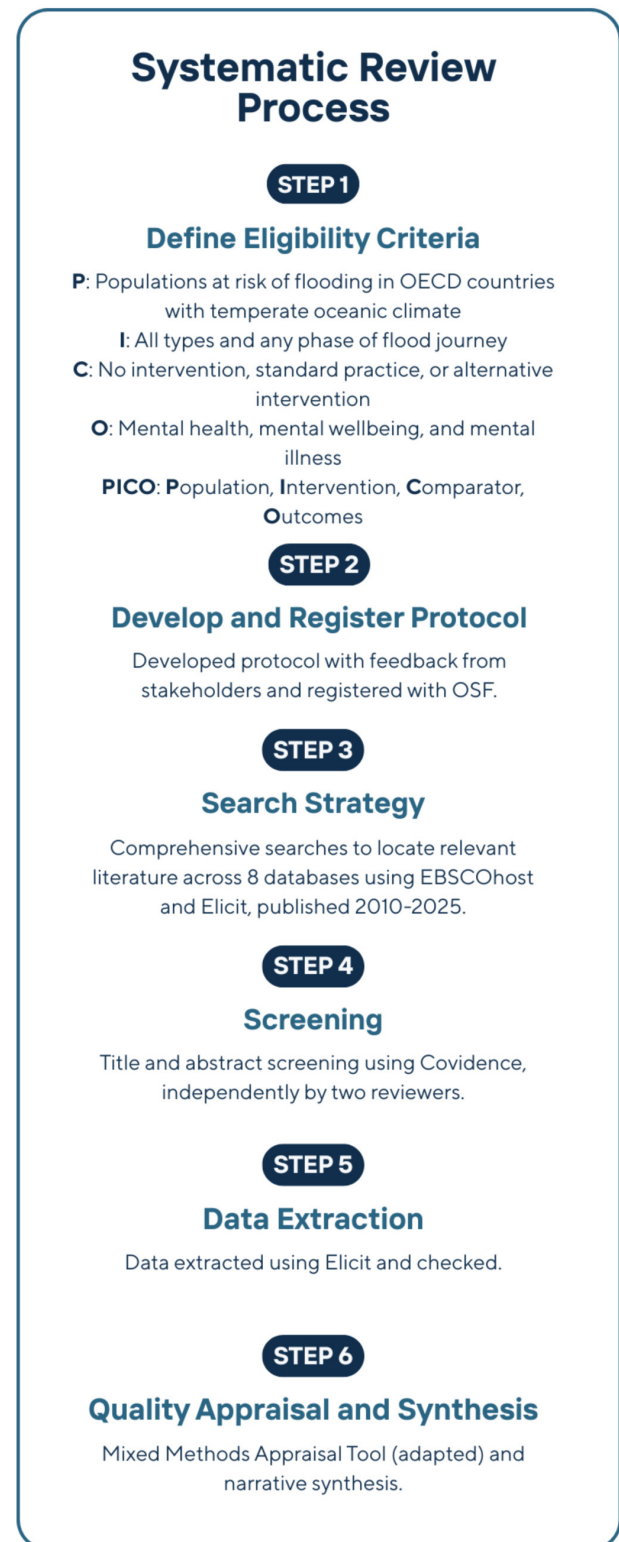 Systematic Review
Process
STEP 1
Define Eligibility Criteria
P: Populations at risk of flooding in OECD countries
with temperate oceanic climate
I: All types and any phase of flood journey
C: No intervention, standard practice, or alternative
intervention
O: Mental health, mental wellbeing, and mental
illness
PICO: Population, Intervention, Comparator,
Outcomes
STEP 2
Develop and Register Protocol
Developed protocol with feedback from
stakeholders and registered with OSF.
STEP 3
Search Strategy
Comprehensive searches to locate relevant
literature across 8 databases using EBSCOhost
and Elicit, published 2010-2025.
STEP 4
Screening
Title and abstract screening using Covidence,
independently by two reviewers.
STEP 5
Data Extraction
Data extracted using Elicit and checked.
STEP 6
Quality Appraisal and Synthesis
Mixed Methods Appraisal Tool (adapted) and
narrative synthesis.